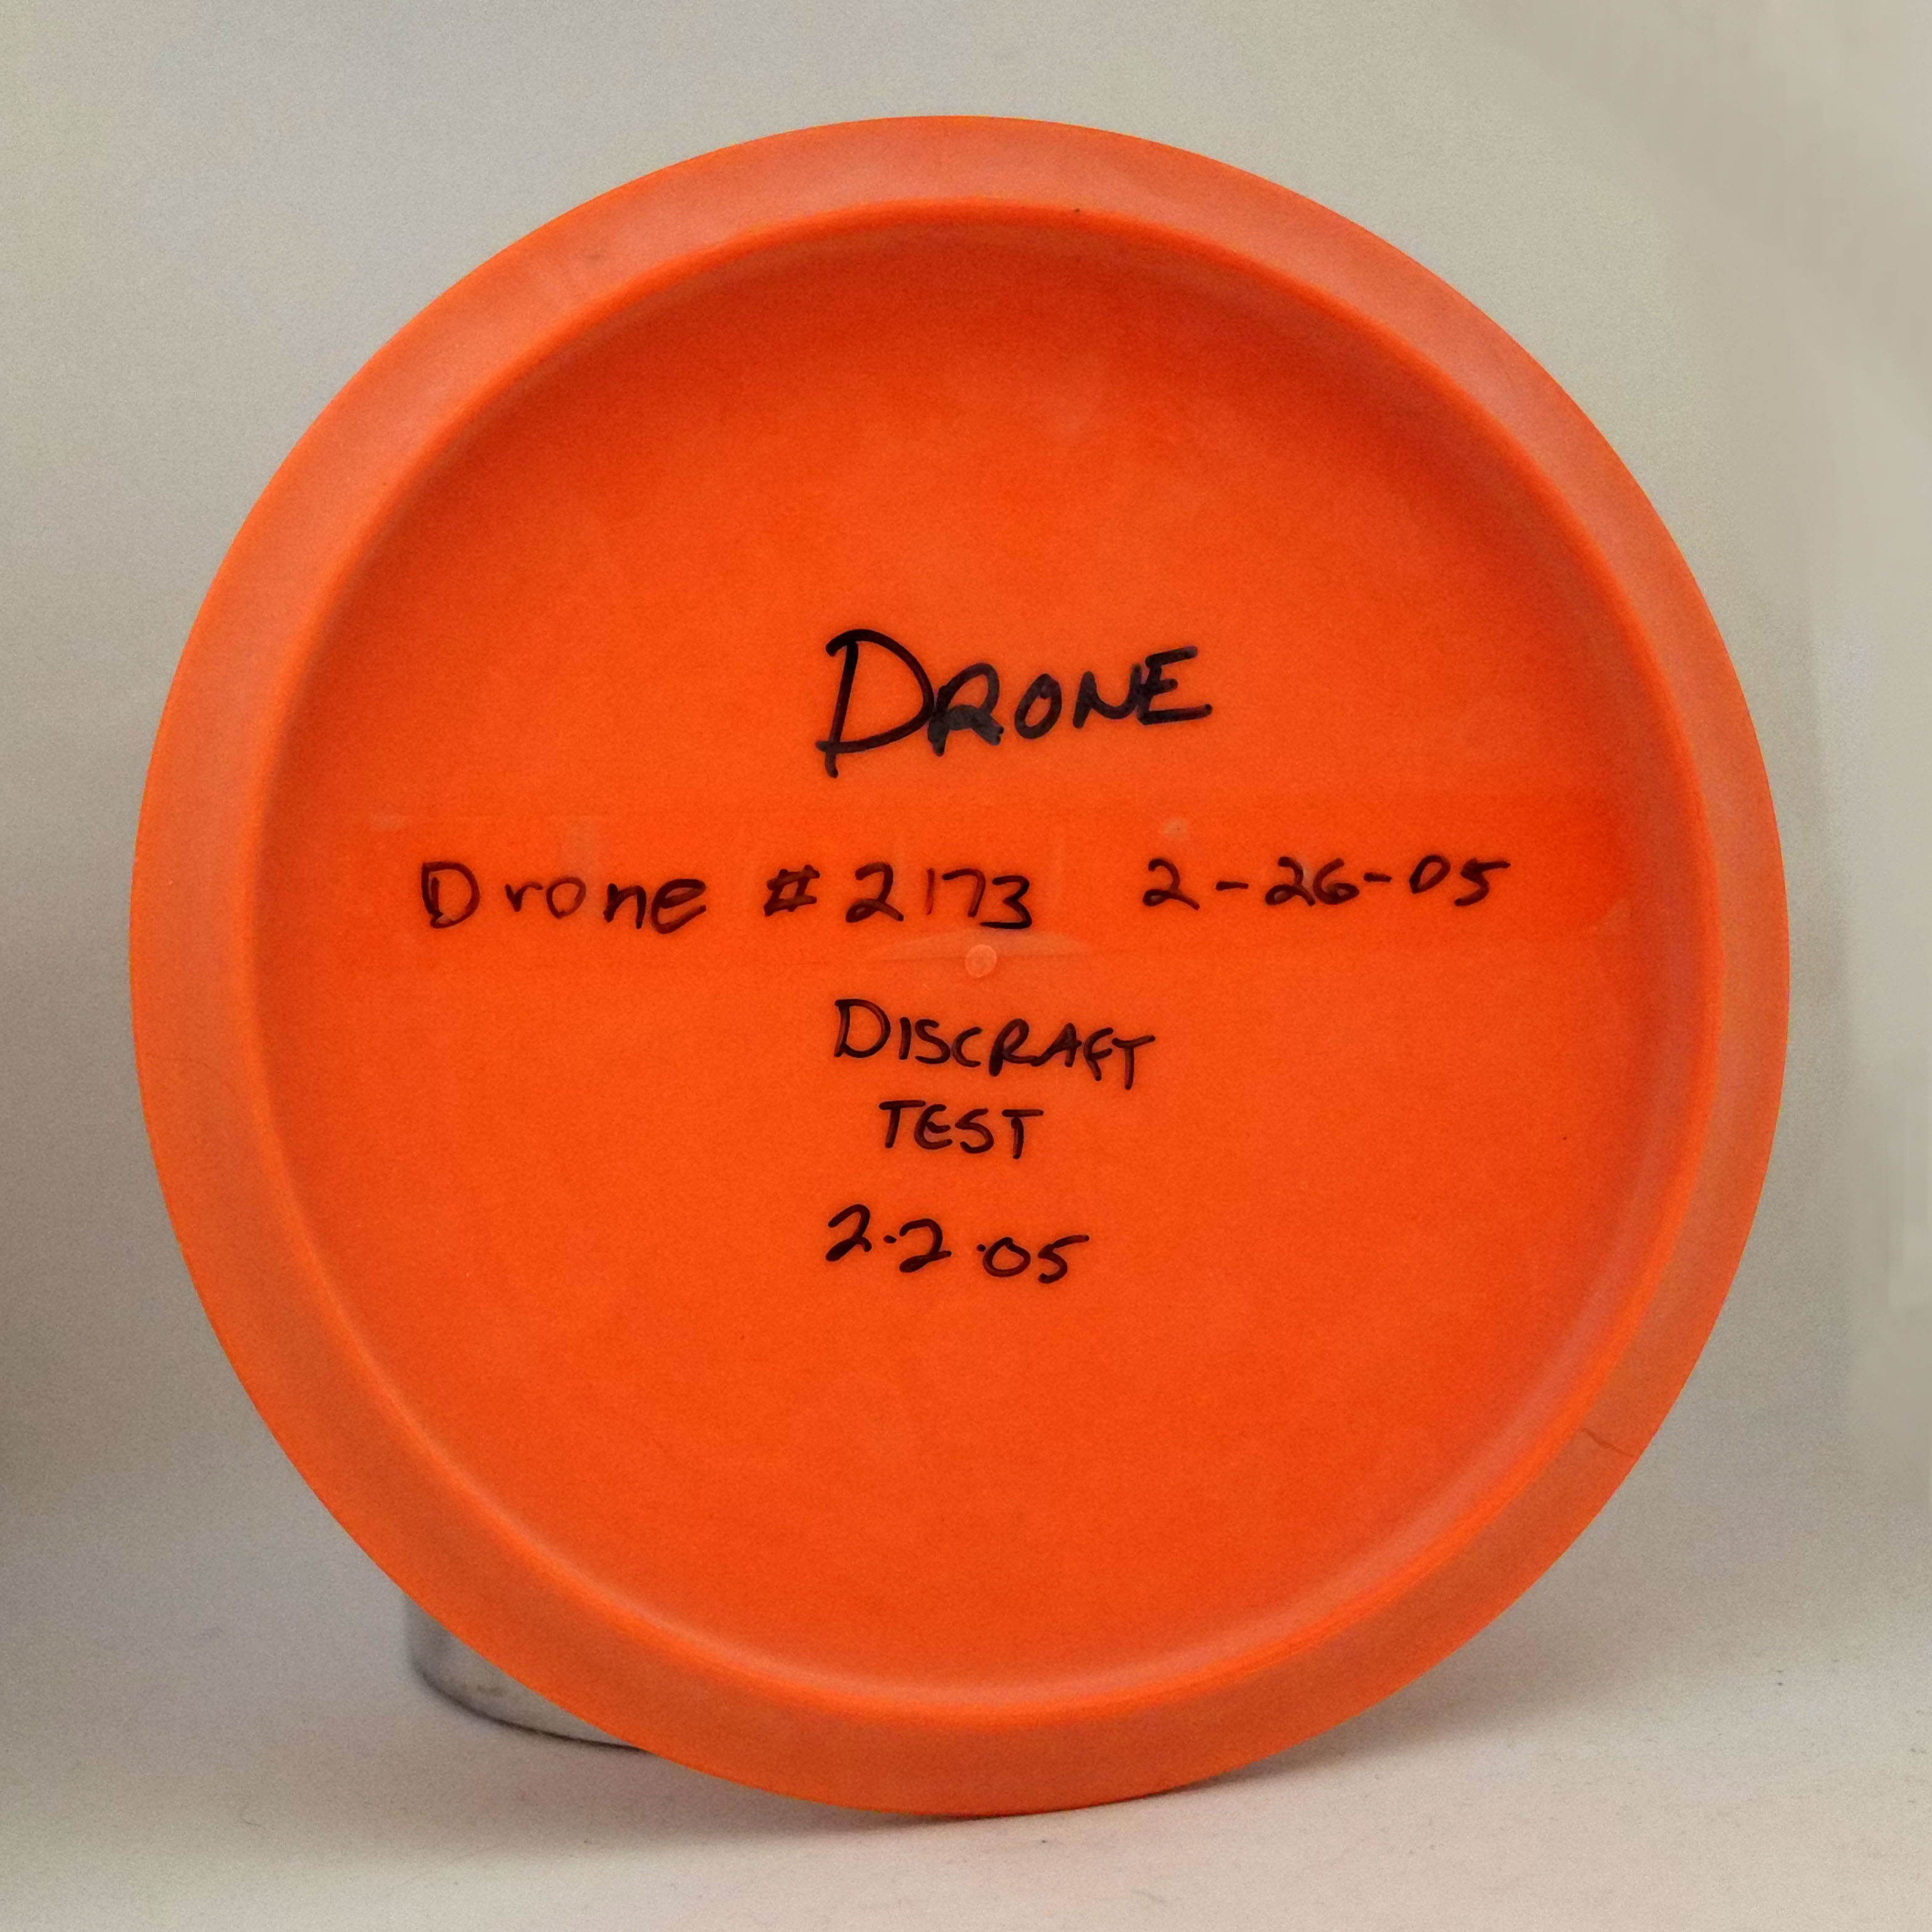 DRONE
Drone #2173 2-26-05
DISCRAFT
TEST
2.2.05